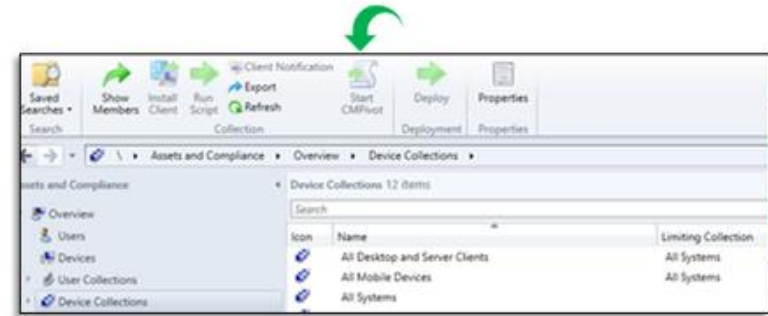 Saved Searches
Show Members
Install Client
Run Script
Client Notification
Export
Refresh
Start CMPivot
Deploy
Properties
Search
Collection
Deployment
Properties
\ Assets and Compliance Overview Device Collections
ssets and Compliance
Device Collections 12 items
Overview
Users
Devices
User Collections
Device Collections
Search
Icon Name Limiting Collection
All Desktop and Server Clients All Systems
All Mobile Devices All Systems
All Systems